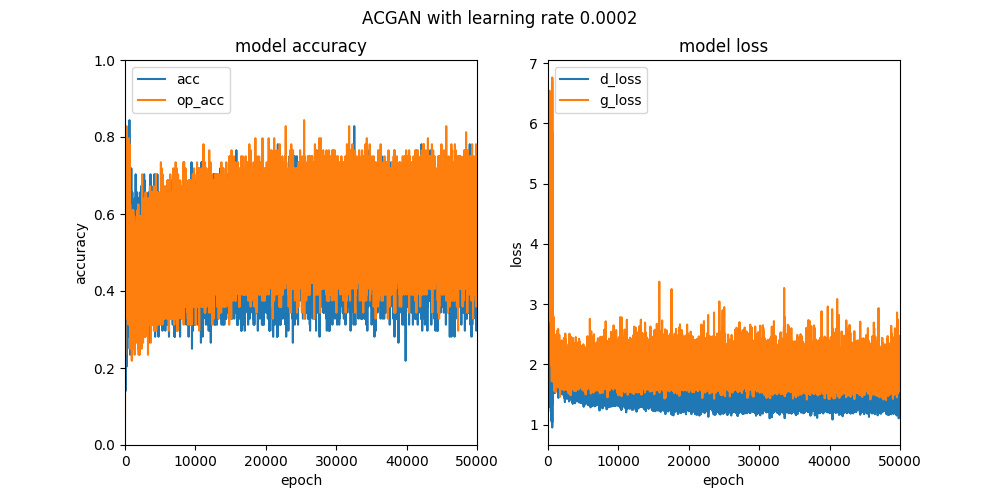 ACGAN with learning rate 0.0002
model accuracy
acc
op_acc
1.0
0.8
0.6
0.4
0.2
0.0
accuracy
0
10000
20000
30000
40000
50000
epoch
model loss
d_loss
g_loss
7
6
5
4
3
2
1
loss
0
10000
20000
30000
40000
50000
epoch